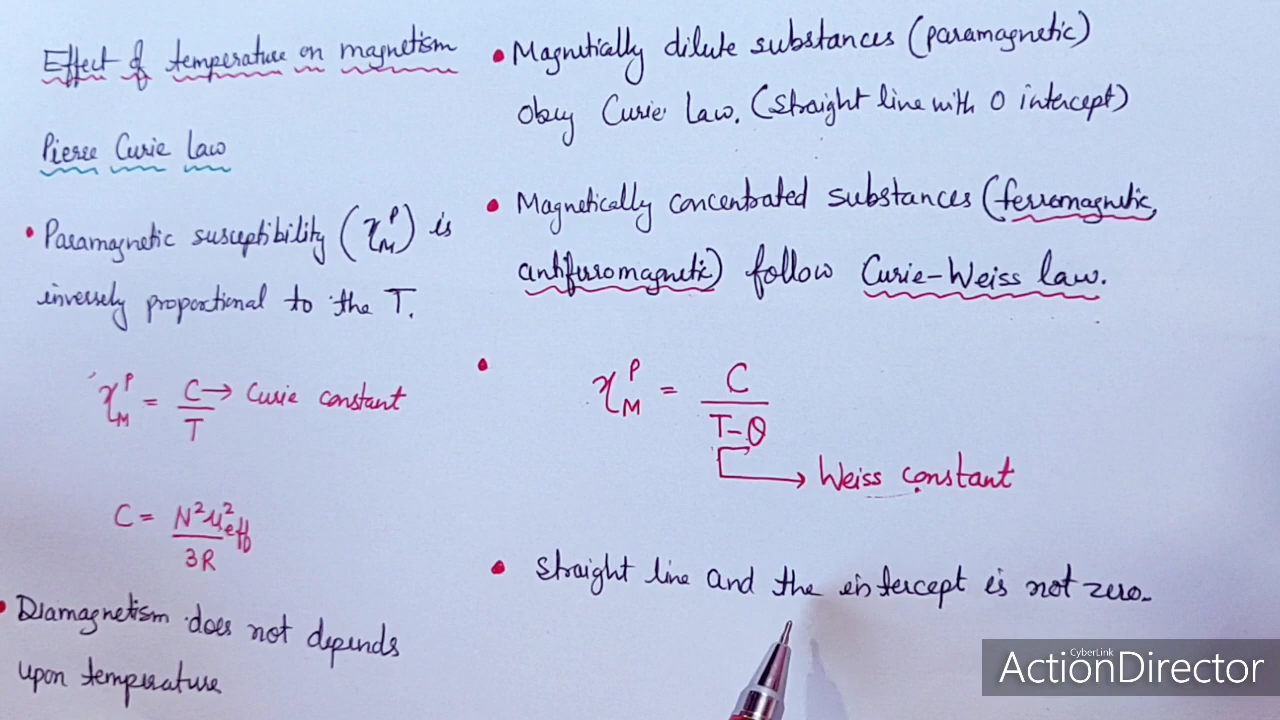 Effect of temperature on magnetism
Pierre Curie Law
• Paramagnetic susceptibility (χ_M^P) is
inversely proportional to the T.
χ_M^P = C/T → Curie constant
C = N²μ²eff / 3R
• Diamagnetism does not depends
upon temperature
• Magnetically dilute substances (paramagnetic)
obey Curie Law. (straight line with 0 intercept)
• Magnetically concentrated substances (ferromagnetic,
antiferromagnetic) follow Curie-Weiss law.
• χ_M^P = C / T-θ
→ Weiss constant
• straight line and the intercept is not zero.
CyberLink
ActionDirector